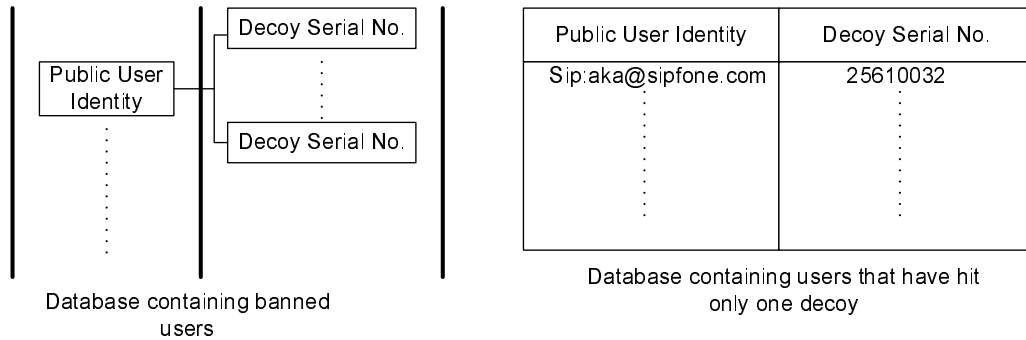 Decoy Serial No.
Public User
Identity
Decoy Serial No.
Database containing banned
users
Public User Identity
Decoy Serial No.
Sip:aka@sipfone.com
25610032
Database containing users that have hit
only one decoy